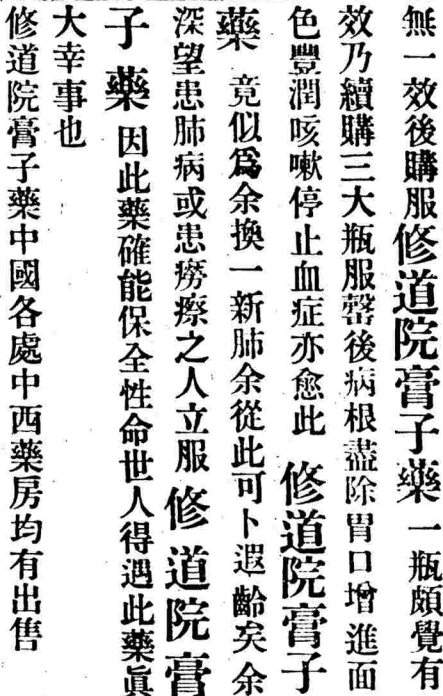 無一效後購服修道院膏子藥一瓶頗覺有
效乃續購三大瓶服罄後病根盡除胃口增進面
色豐潤咳嗽停止血症亦愈此修道院膏子
藥竟似爲余換一新肺余從此可卜遐齡矣余
深望患肺病或患癆瘵之人立服修道院膏
子藥因此藥確能保全性命世人得遇此藥眞
大幸事也
修道院膏子藥中國各處中西藥房均有出售